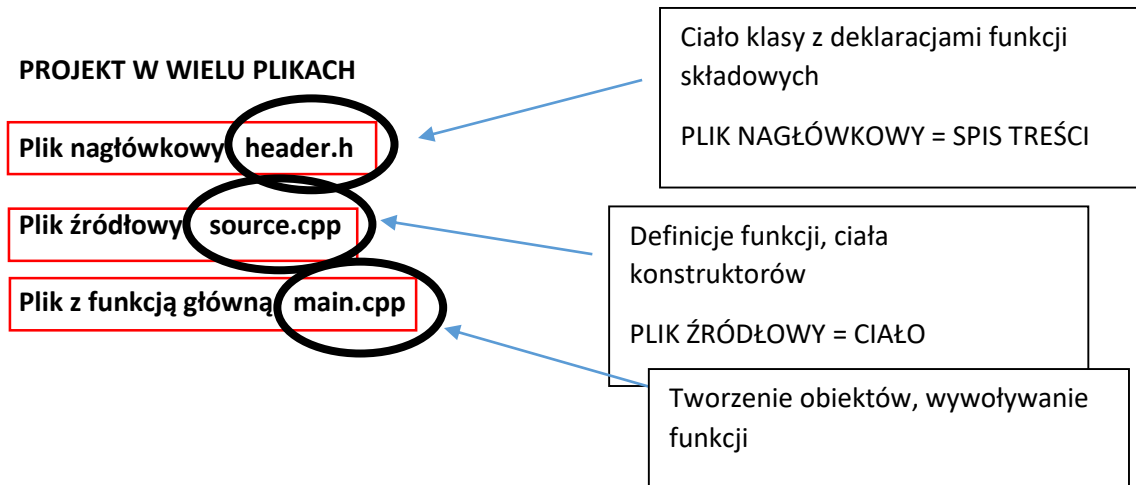 PROJEKT W WIELU PLIKACH
Plik nagłówkowy header.h
Plik źródłowy source.cpp
Plik z funkcją główną main.cpp
Ciało klasy z deklaracjami funkcji
składowych
PLIK NAGŁÓWKOWY = SPIS TREŚCI
Definicje funkcji, ciała
konstruktorów
PLIK ŹRÓDŁOWY = CIAŁO
Tworzenie obiektów, wywoływanie
funkcji